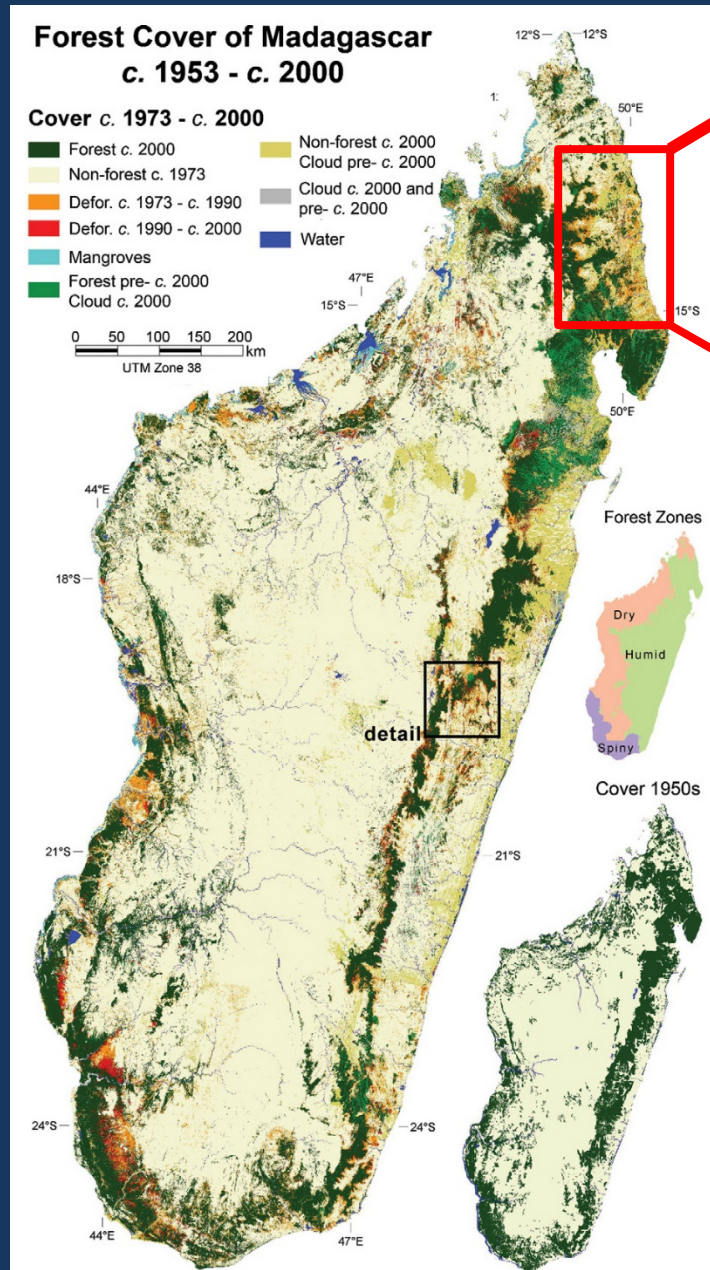 Forest Cover of Madagascar
c. 1953 - c. 2000
Cover c. 1973 - c. 2000
Forest c. 2000
Non-forest c. 1973
Defor. c. 1973 - c. 1990
Defor. c. 1990 - c. 2000
Mangroves
Forest pre- c. 2000
Cloud c. 2000
Non-forest c. 2000
Cloud pre- c. 2000
Cloud c. 2000 and
pre- c. 2000
Water
0 50 100 150 200
km
UTM Zone 38
12°S
12°S
1:
50°E
47°E
15°S
15°S
50°E
44°E
18°S
detail
21°S
21°S
24°S
24°S
44°E
47°E
Forest Zones
Dry
Humid
Spiny
Cover 1950s